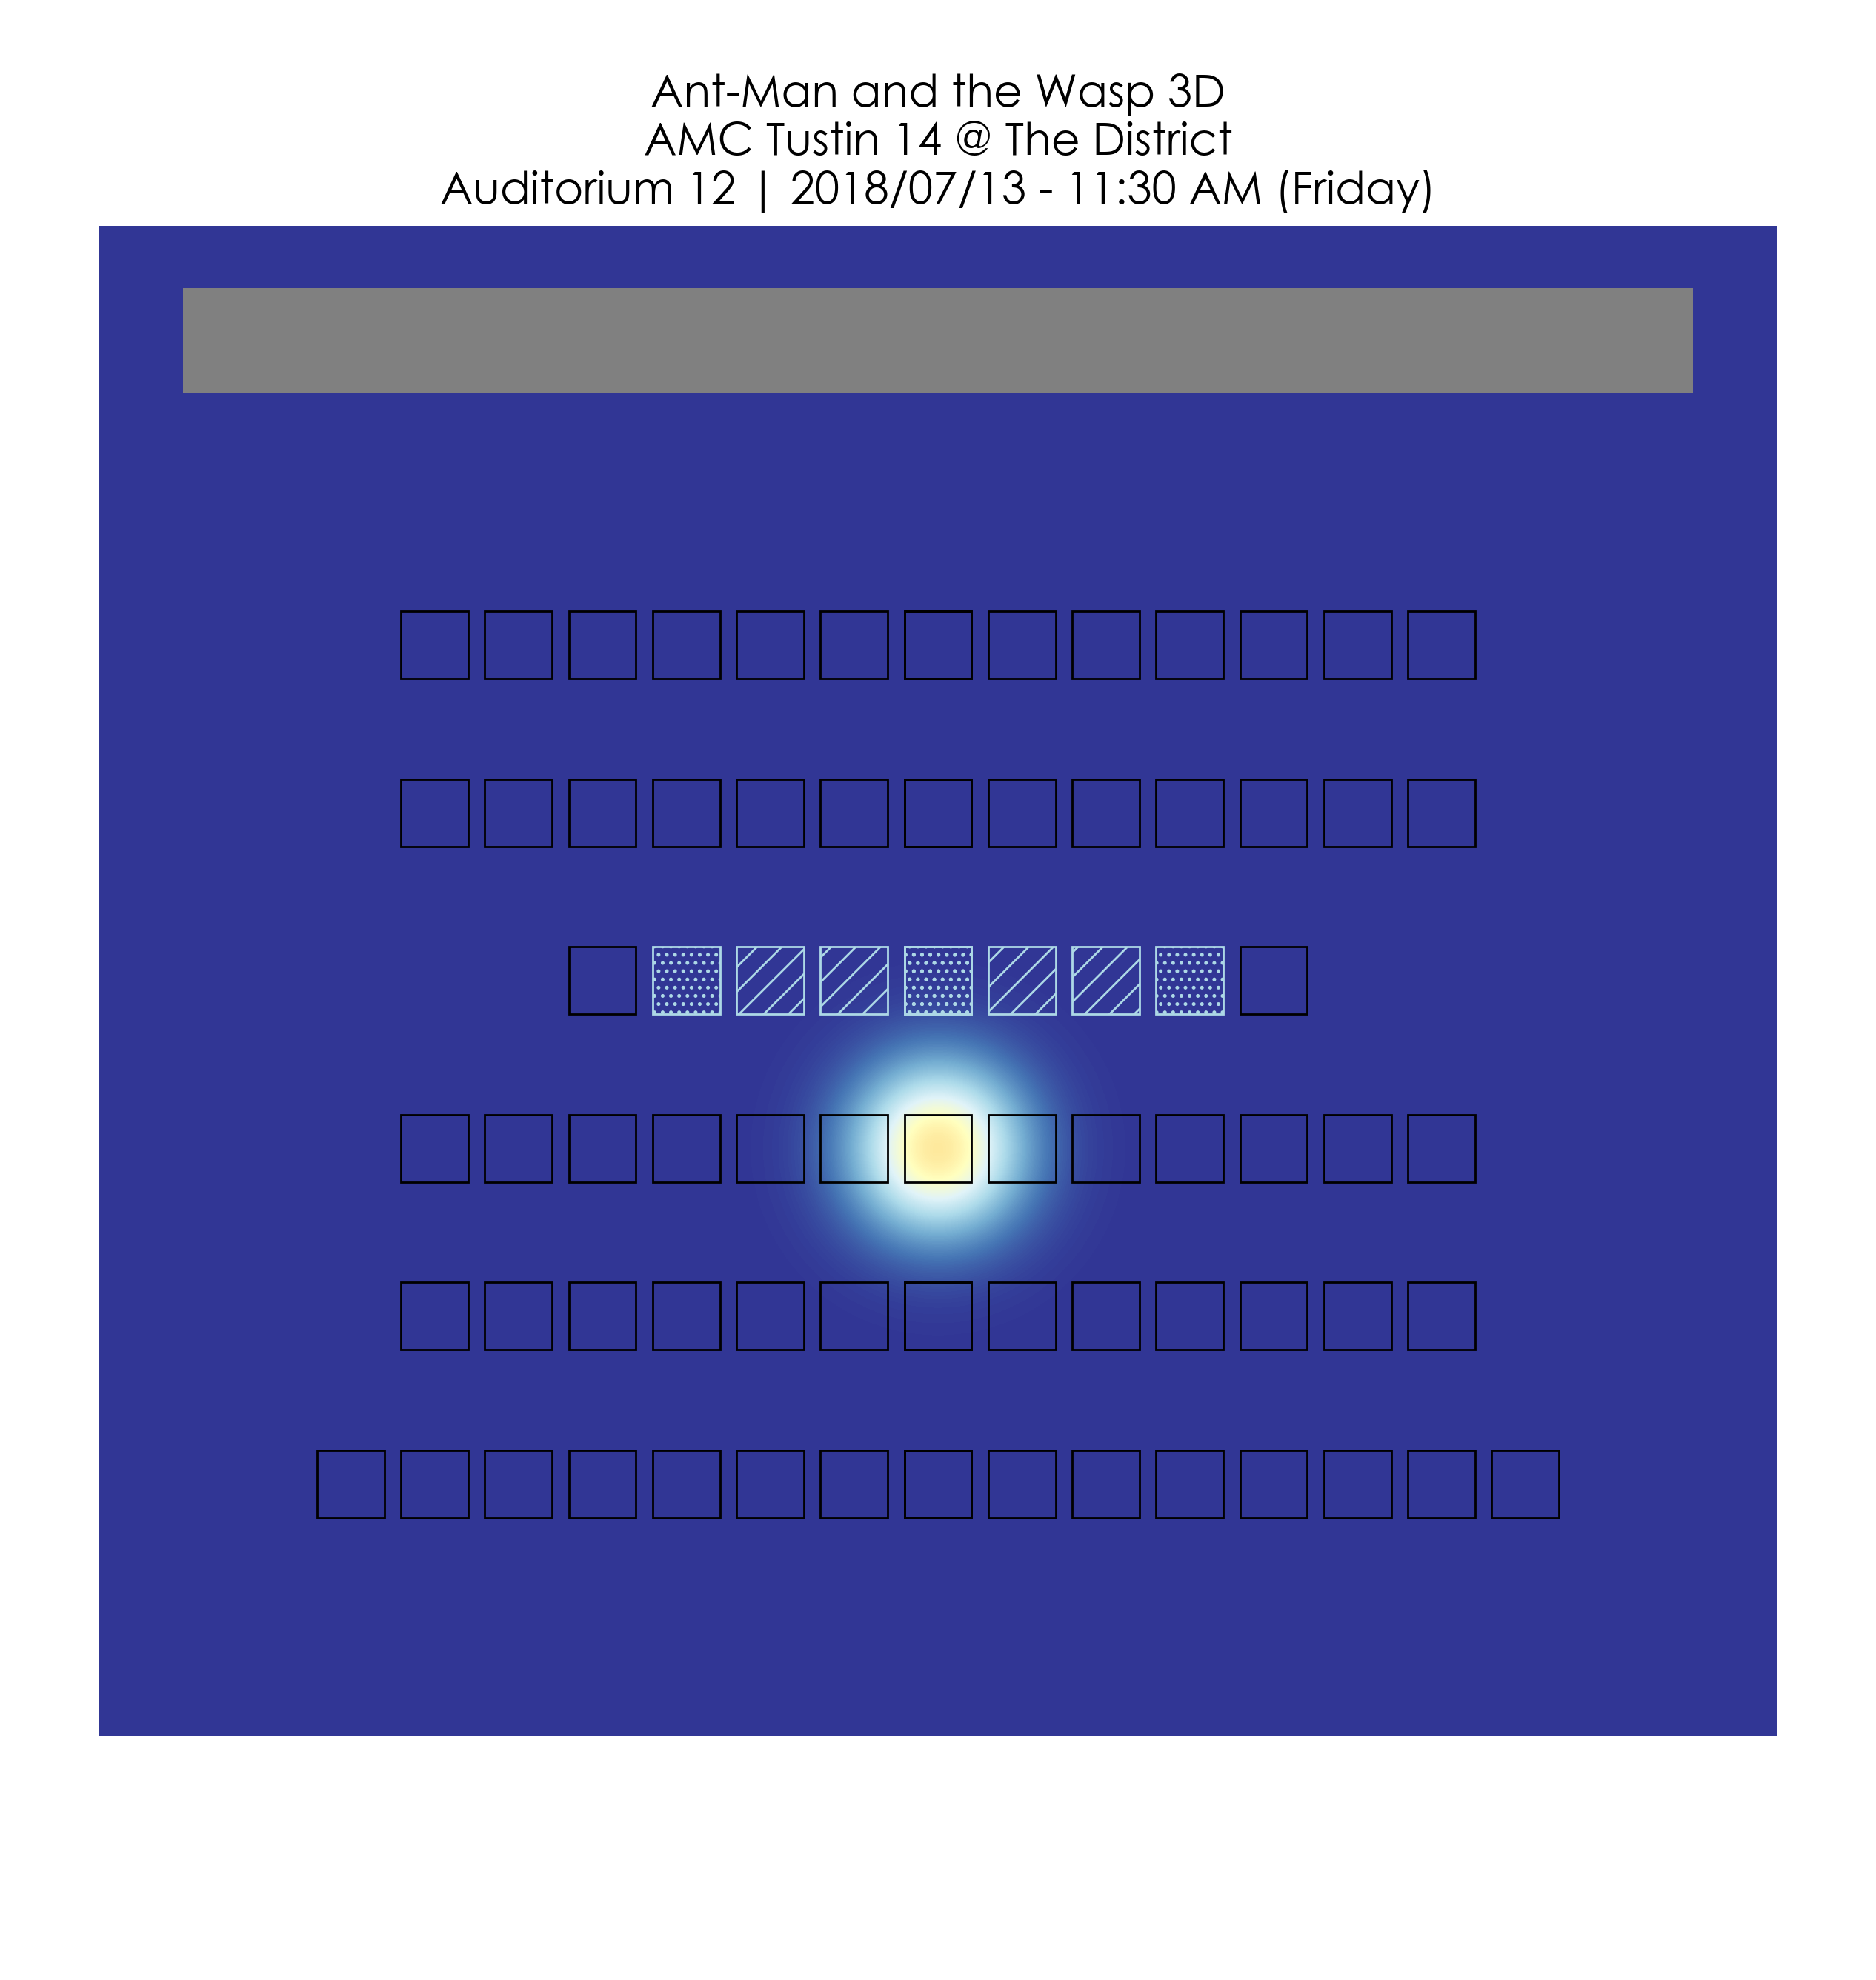 Ant-Man and the Wasp 3D
AMC Tustin 14 @ The District
Auditorium 12 | 2018/07/13 - 11:30 AM (Friday)